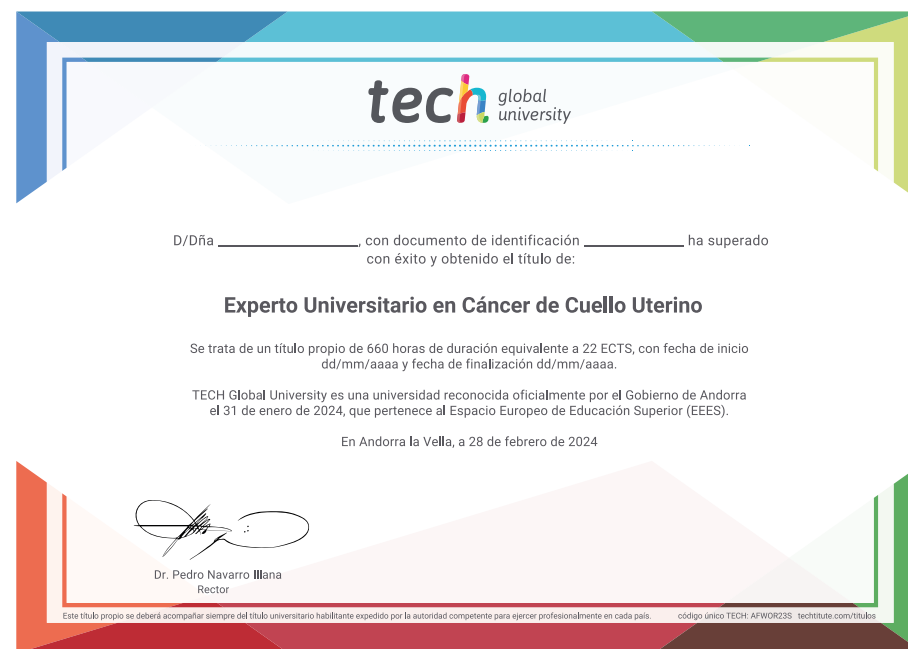 tech global university
D/Dña ____________________, con documento de identificación ______________ ha superado
con éxito y obtenido el título de:
Experto Universitario en Cáncer de Cuello Uterino
Se trata de un título propio de 660 horas de duración equivalente a 22 ECTS, con fecha de inicio
dd/mm/aaaa y fecha de finalización dd/mm/aaaa.
TECH Global University es una universidad reconocida oficialmente por el Gobierno de Andorra
el 31 de enero de 2024, que pertenece al Espacio Europeo de Educación Superior (EEES).
En Andorra la Vella, a 28 de febrero de 2024
Dr. Pedro Navarro Illana
Rector
Este título propio se deberá acompañar siempre del título universitario habilitante expedido por la autoridad competente para ejercer profesionalmente en cada país. código único TECH: AFWOR23S techtitute.com/titulos